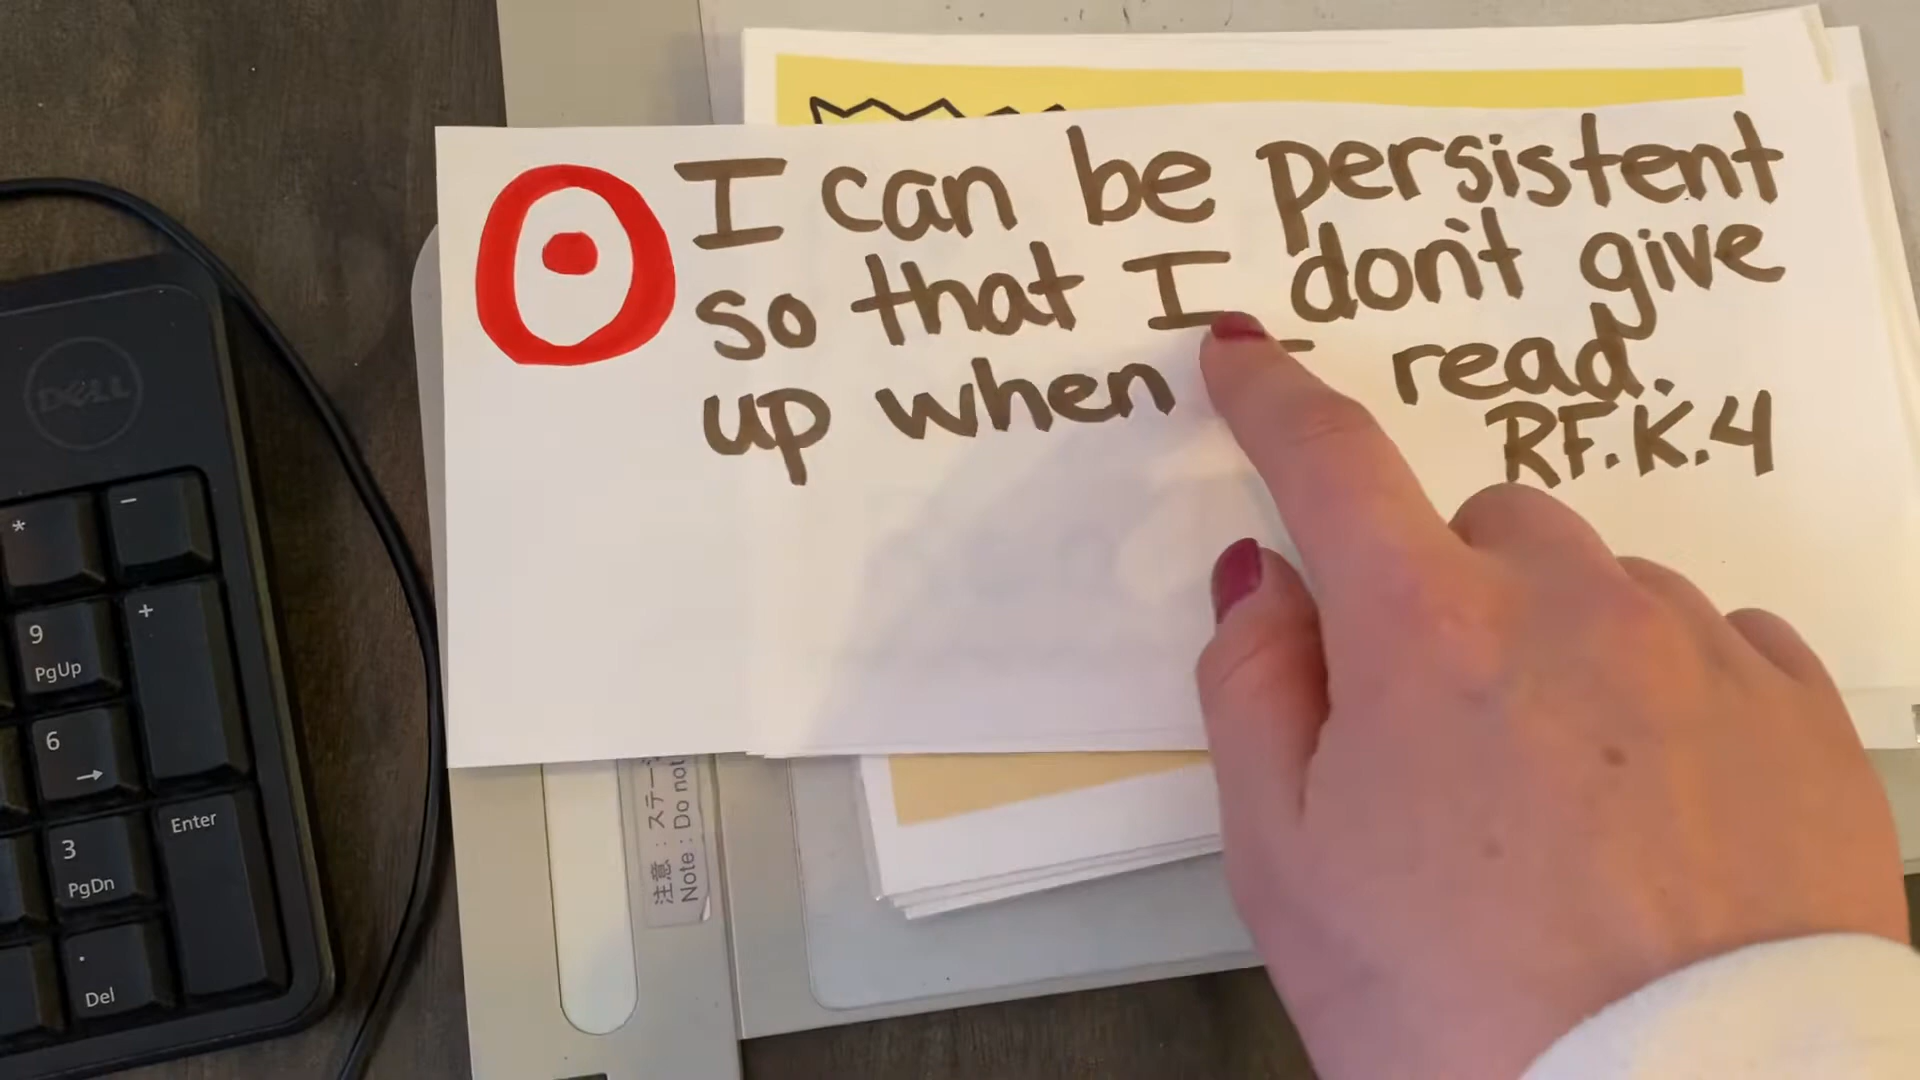 I can be persistent
so that I don't give
up when I read.
RF.K.4
DELL
*
-
+
9
PgUp
6
→
3
PgDn
Enter
.
Del
注意：ステー
Note : Do not